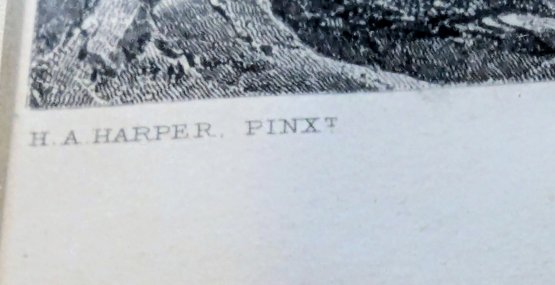 H. A. HARPER. PINXT